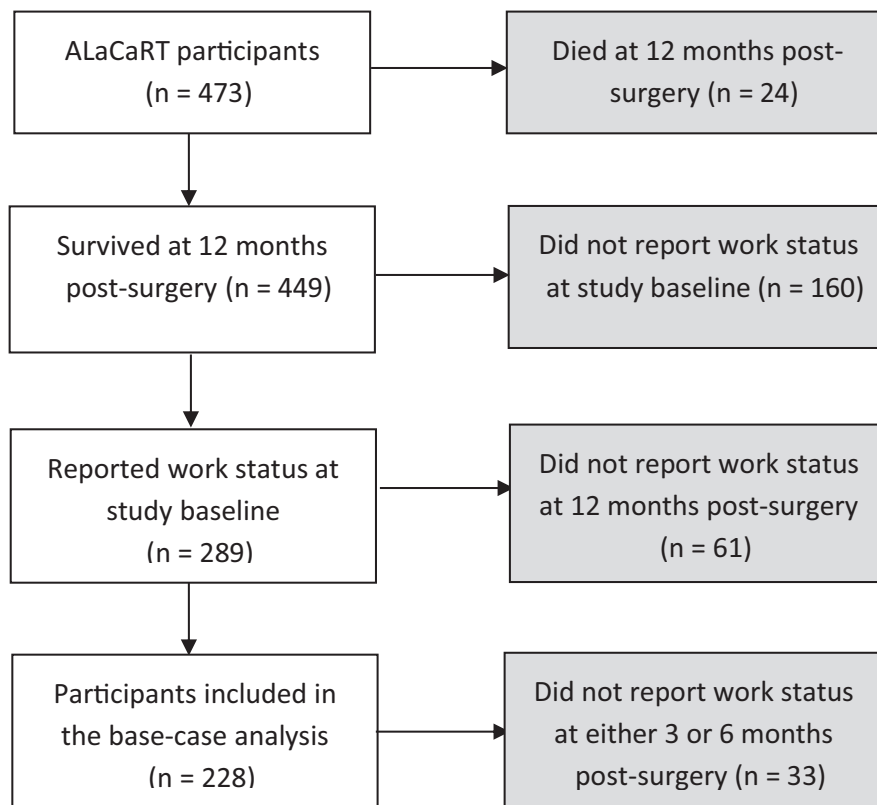 ALaCaRT participants
(n = 473)
Died at 12 months post-
surgery (n = 24)
Survived at 12 months
post-surgery (n = 449)
Did not report work status
at study baseline (n = 160)
Reported work status at
study baseline
(n = 289)
Did not report work status
at 12 months post-surgery
(n = 61)
Participants included in
the base-case analysis
(n = 228)
Did not report work status
at either 3 or 6 months
post-surgery (n = 33)